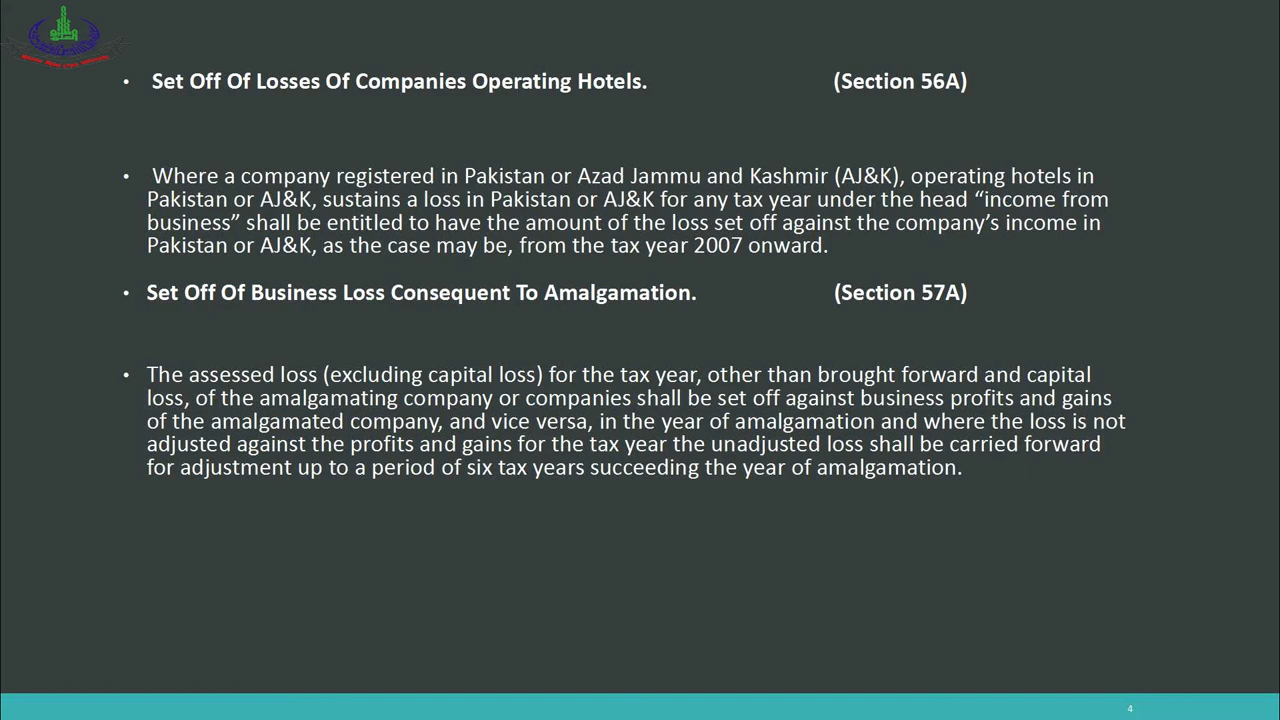 • Set Off Of Losses Of Companies Operating Hotels. (Section 56A)
• Where a company registered in Pakistan or Azad Jammu and Kashmir (AJ&K), operating hotels in
Pakistan or AJ&K, sustains a loss in Pakistan or AJ&K for any tax year under the head “income from
business” shall be entitled to have the amount of the loss set off against the company’s income in
Pakistan or AJ&K, as the case may be, from the tax year 2007 onward.
• Set Off Of Business Loss Consequent To Amalgamation. (Section 57A)
• The assessed loss (excluding capital loss) for the tax year, other than brought forward and capital
loss, of the amalgamating company or companies shall be set off against business profits and gains
of the amalgamated company, and vice versa, in the year of amalgamation and where the loss is not
adjusted against the profits and gains for the tax year the unadjusted loss shall be carried forward
for adjustment up to a period of six tax years succeeding the year of amalgamation.
4